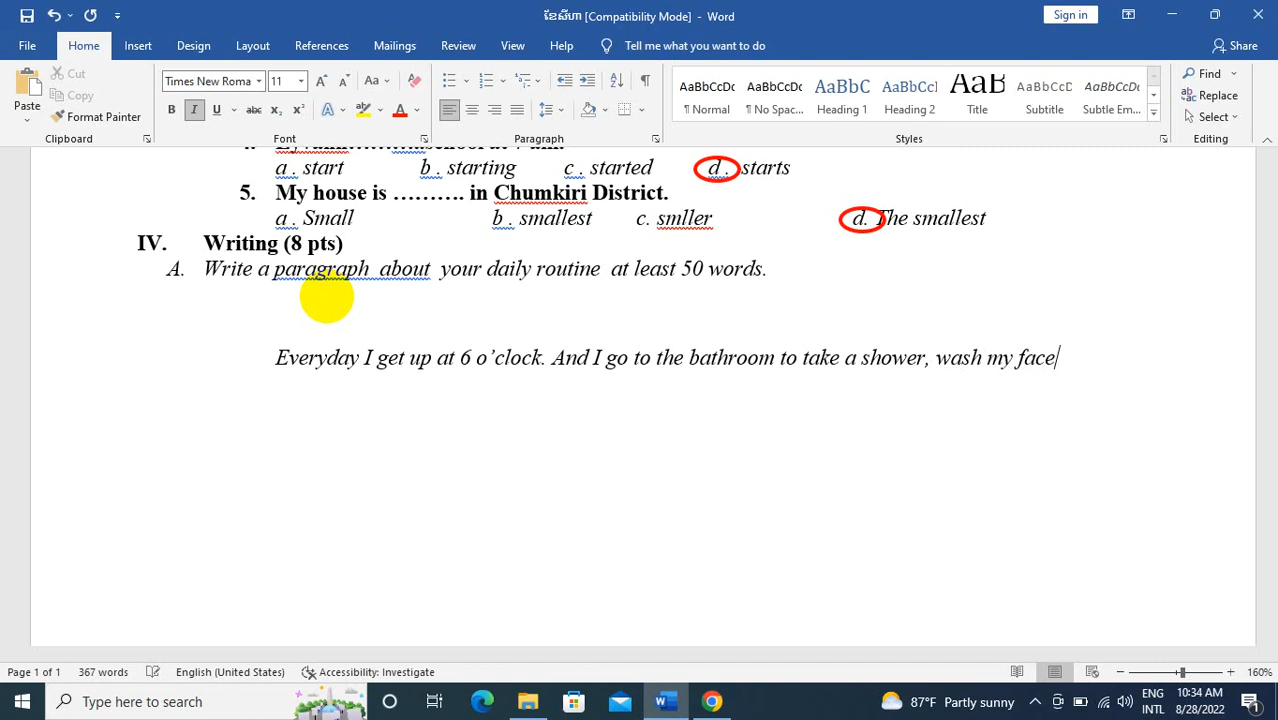 ខែសីហា [Compatibility Mode] - Word
Sign in
File Home Insert Design Layout References Mailings Review View Help Tell me what you want to do Share
Paste
Cut
Copy
Format Painter
Clipboard
Times New Roma 11
B I U abc
Font
Paragraph
AaBbCcDc AaBbCcDc AaBbC AaBbCcC AaB AaBbCcD AaBbCcDc
¶ Normal ¶ No Spac... Heading 1 Heading 2 Title Subtitle Subtle Em...
Styles
Find
Replace
Select
Editing
a . start b . starting c . started d . starts
5. My house is ………. in Chumkiri District.
a . Small b . smallest c. smller d. The smallest
IV. Writing (8 pts)
A. Write a paragraph about your daily routine at least 50 words.
Everyday I get up at 6 o’clock. And I go to the bathroom to take a shower, wash my face
Page 1 of 1 367 words English (United States) Accessibility: Investigate 160%
Type here to search
87°F Partly sunny
ENG
INTL
10:34 AM
8/28/2022
1